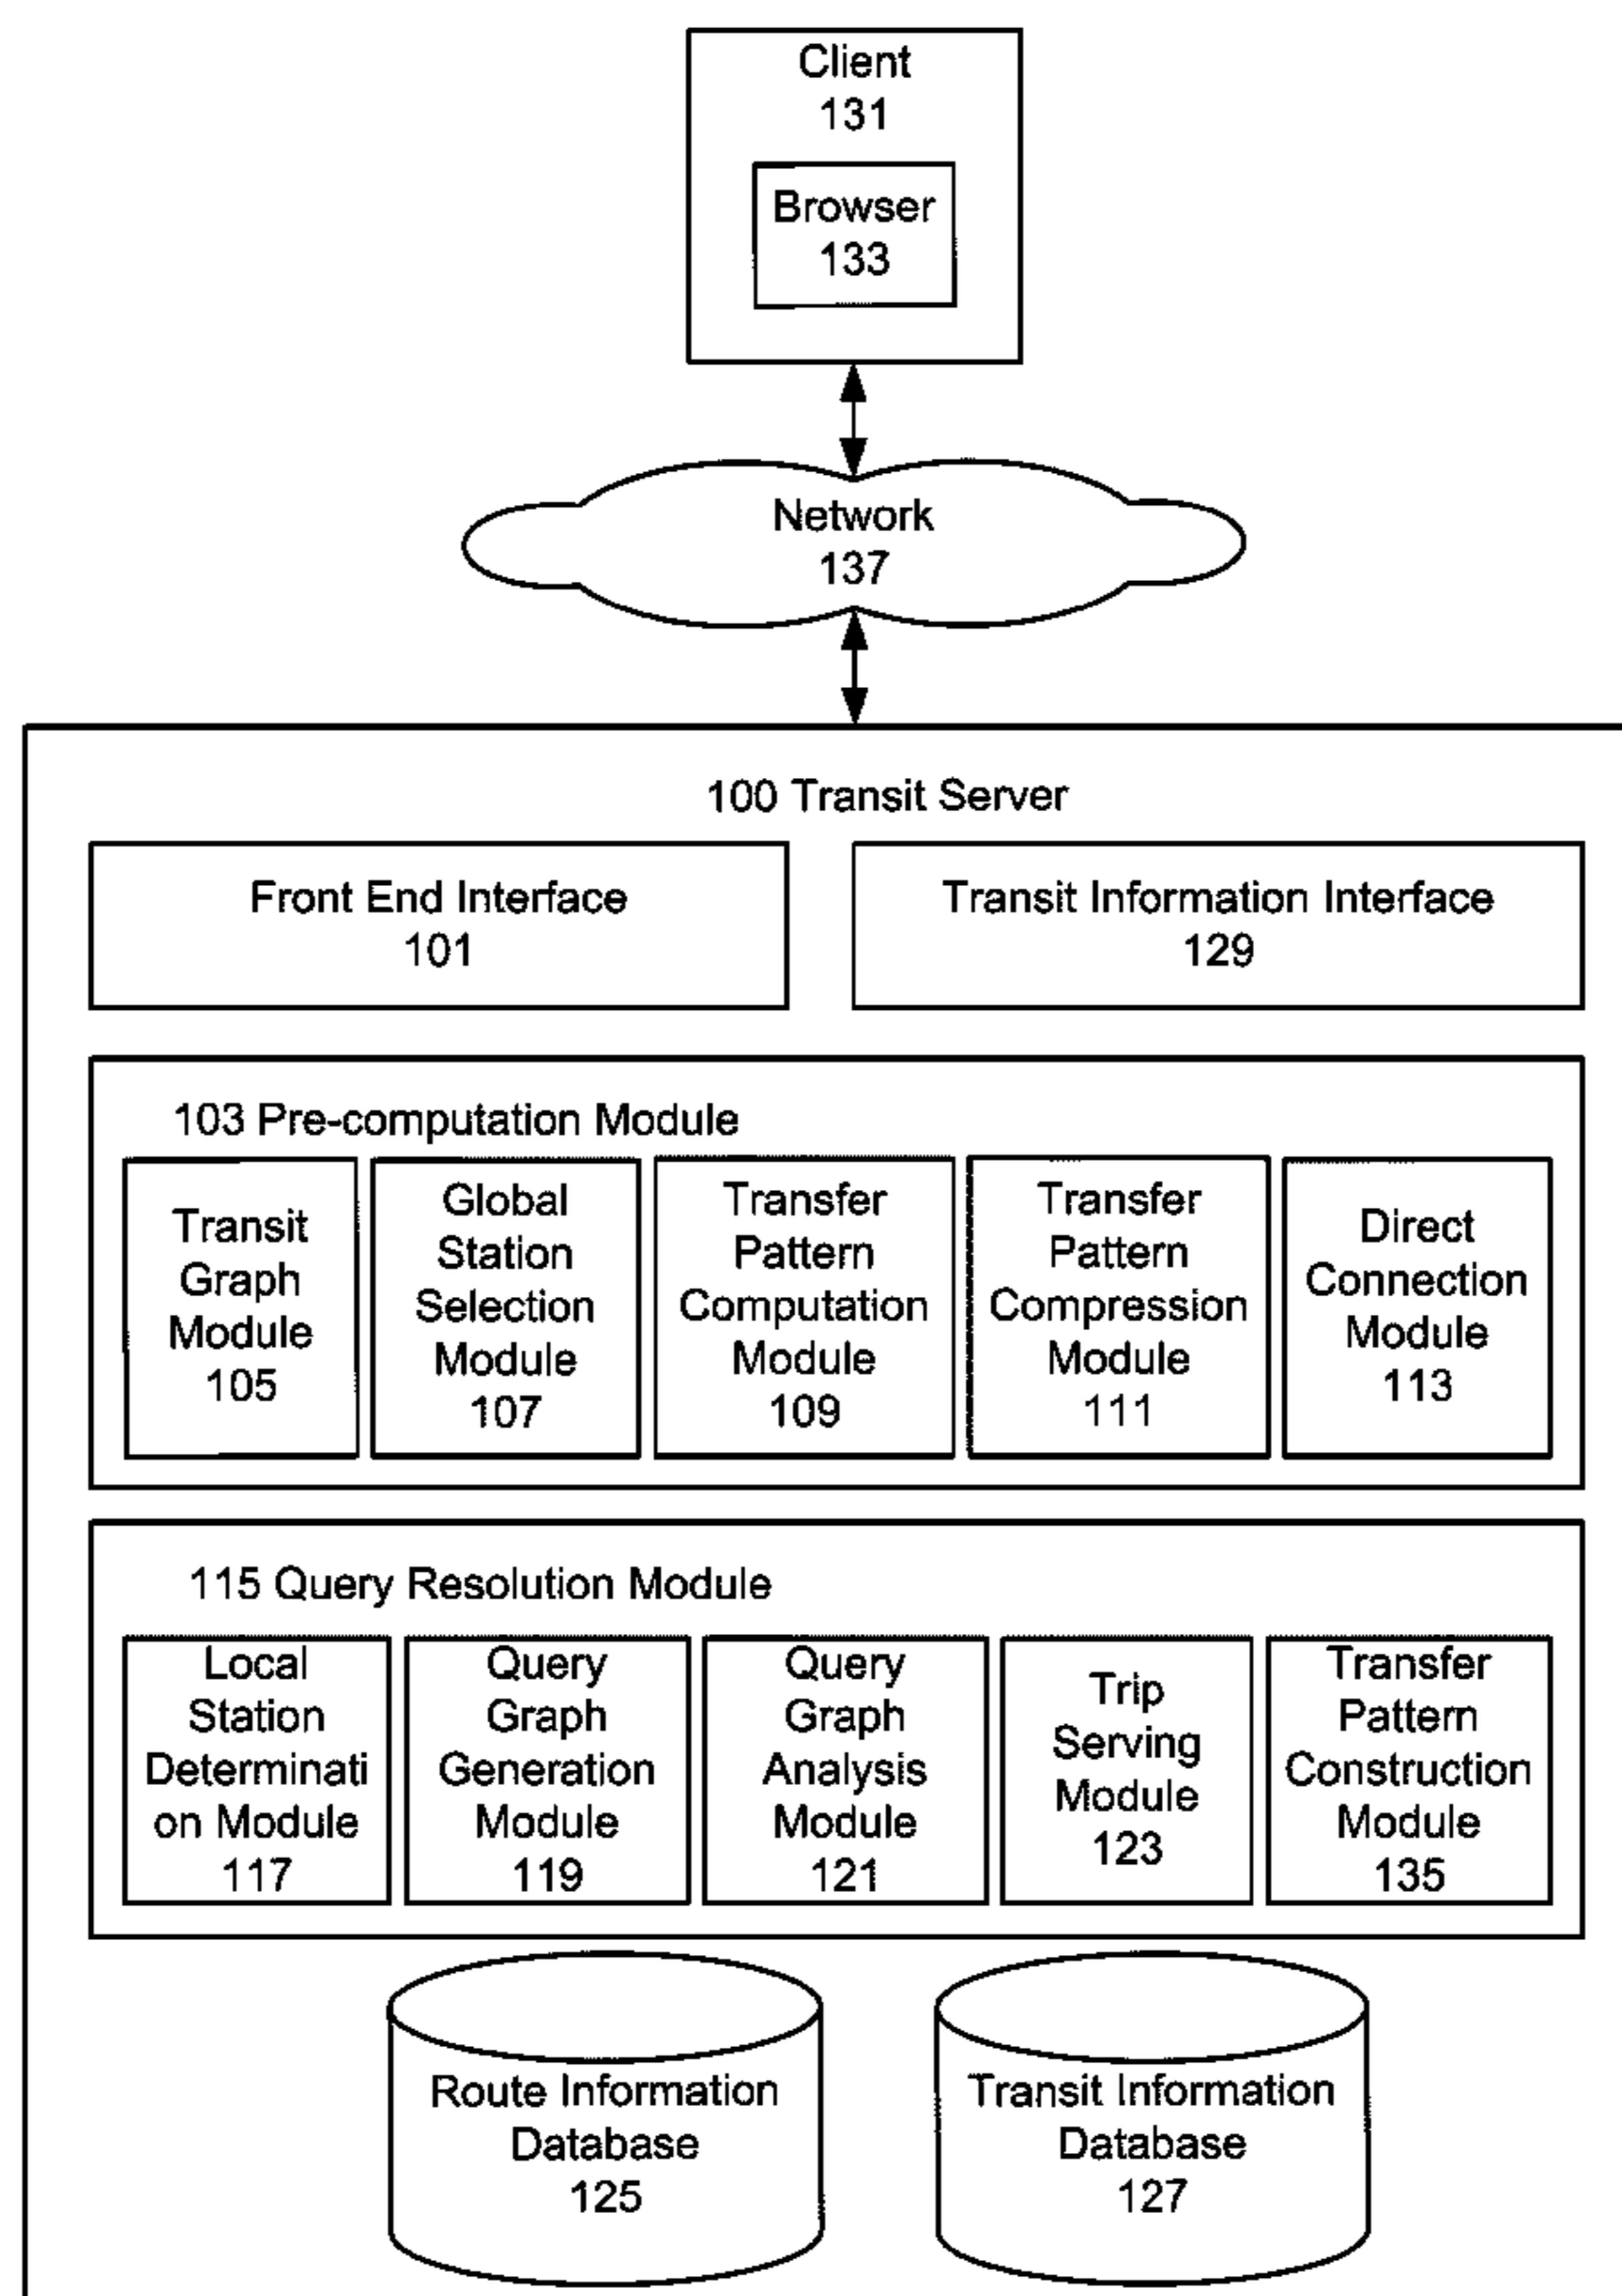 Client
131
Browser
133
Network
137
100 Transit Server
Front End Interface
101
Transit Information Interface
129
103 Pre-computation Module
Transit
Graph
Module
105
Global
Station
Selection
Module
107
Transfer
Pattern
Computation
Module
109
Transfer
Pattern
Compression
Module
111
Direct
Connection
Module
113
115 Query Resolution Module
Local
Station
Determinati
on Module
117
Query
Graph
Generation
Module
119
Query
Graph
Analysis
Module
121
Trip
Serving
Module
123
Transfer
Pattern
Construction
Module
135
Route Information
Database
125
Transit Information
Database
127